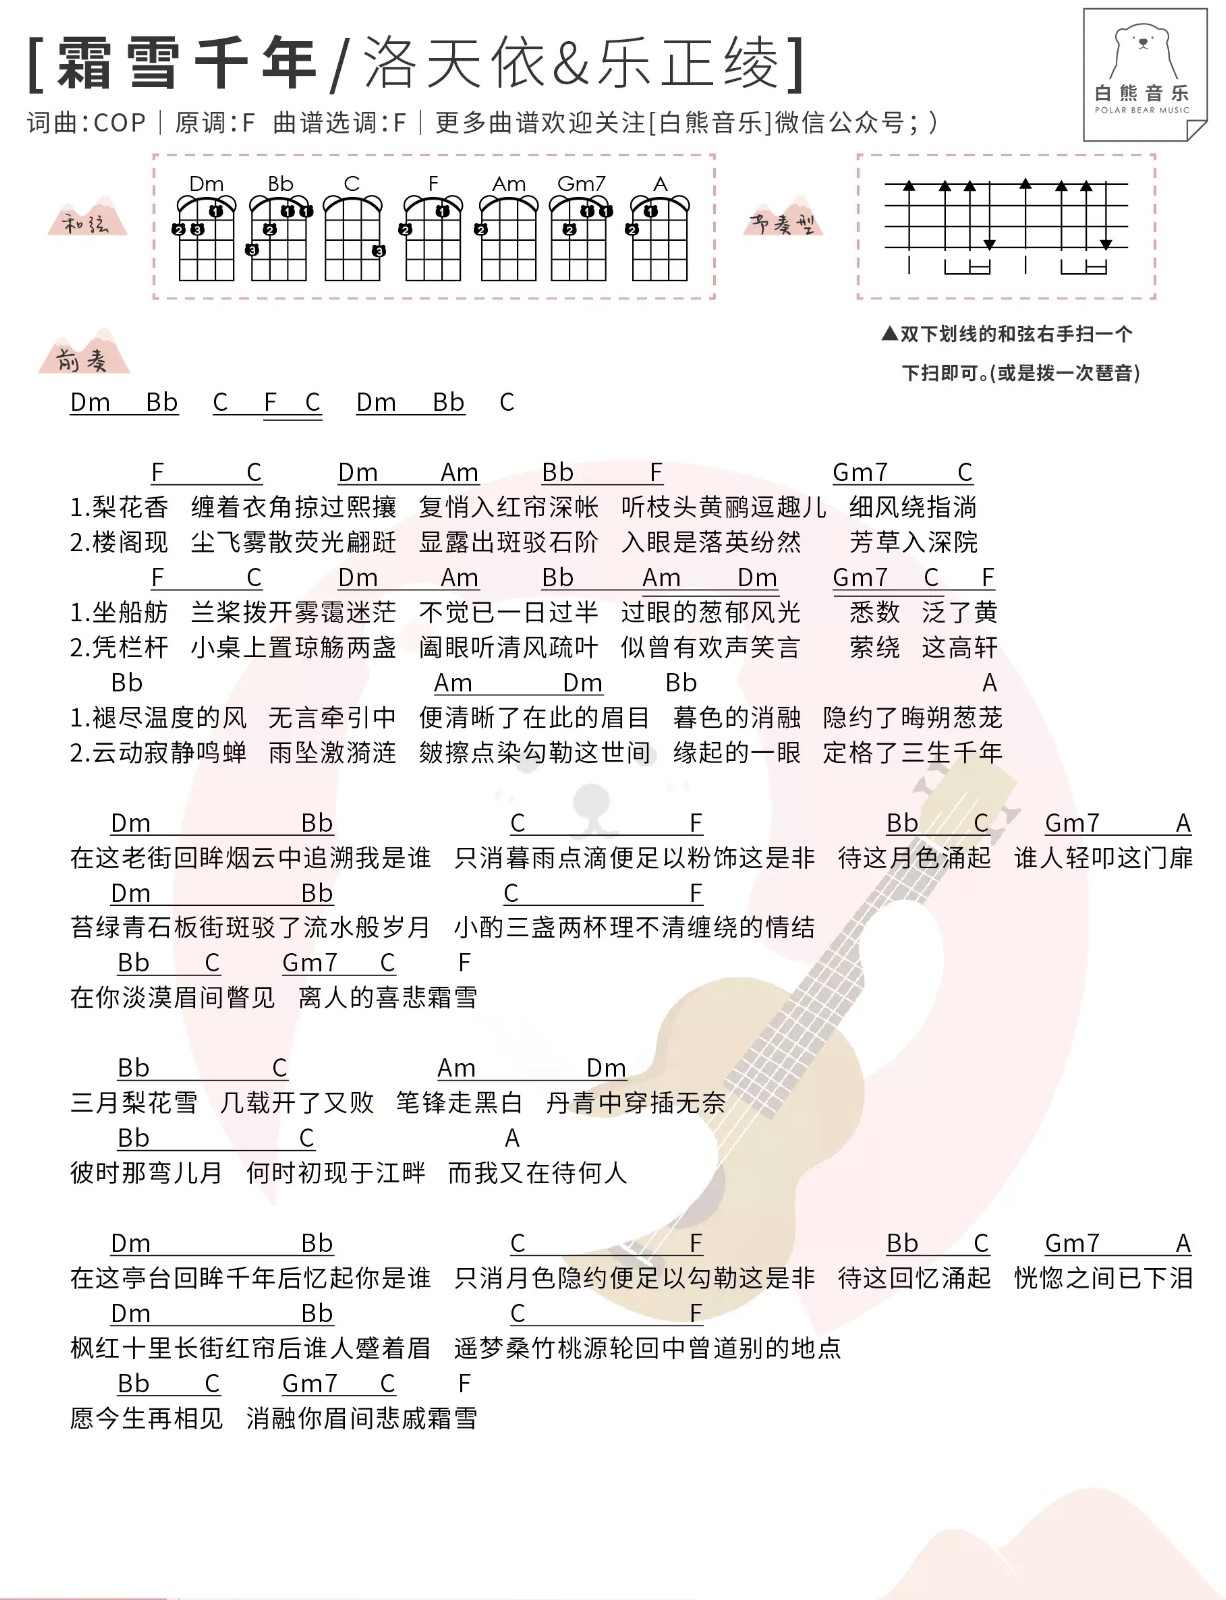 [霜雪千年/洛天依&乐正绫]
白熊音乐
POLAR BEAR MUSIC
词曲:COP｜原调:F 曲谱选调:F｜更多曲谱欢迎关注[白熊音乐]微信公众号；）
和弦
Dm Bb C F Am Gm7 A
1 1 1 1 1 1 1
2 3 2 2 2 2 2
3 3
节奏型
▲双下划线的和弦右手扫一个
下扫即可。(或是拨一次琶音)
前奏
Dm Bb C F C Dm Bb C
F C Dm Am Bb F Gm7 C
1.梨花香 缠着衣角掠过熙攘 复悄入红帘深帐 听枝头黄鹂逗趣儿 细风绕指淌
2.楼阁现 尘飞雾散荧光翩跹 显露出斑驳石阶 入眼是落英纷然 芳草入深院
F C Dm Am Bb Am Dm Gm7 C F
1.坐船舫 兰桨拨开雾霭迷茫 不觉已一日过半 过眼的葱郁风光 悉数 泛了黄
2.凭栏杆 小桌上置琼觞两盏 阖眼听清风疏叶 似曾有欢声笑言 萦绕 这高轩
Bb Am Dm Bb A
1.褪尽温度的风 无言牵引中 便清晰了在此的眉目 暮色的消融 隐约了晦朔葱茏
2.云动寂静鸣蝉 雨坠激漪涟 皴擦点染勾勒这世间 缘起的一眼 定格了三生千年
Dm Bb C F Bb C Gm7 A
在这老街回眸烟云中追溯我是谁 只消暮雨点滴便足以粉饰这是非 待这月色涌起 谁人轻叩这门扉
Dm Bb C F
苔绿青石板街斑驳了流水般岁月 小酌三盏两杯理不清缠绕的情结
Bb C Gm7 C F
在你淡漠眉间瞥见 离人的喜悲霜雪
Bb C Am Dm
三月梨花雪 几载开了又败 笔锋走黑白 丹青中穿插无奈
Bb C A
彼时那弯儿月 何时初现于江畔 而我又在待何人
Dm Bb C F Bb C Gm7 A
在这亭台回眸千年后忆起你是谁 只消月色隐约便足以勾勒这是非 待这回忆涌起 恍惚之间已下泪
Dm Bb C F
枫红十里长街红帘后谁人蹙着眉 遥梦桑竹桃源轮回中曾道别的地点
Bb C Gm7 C F
愿今生再相见 消融你眉间悲戚霜雪